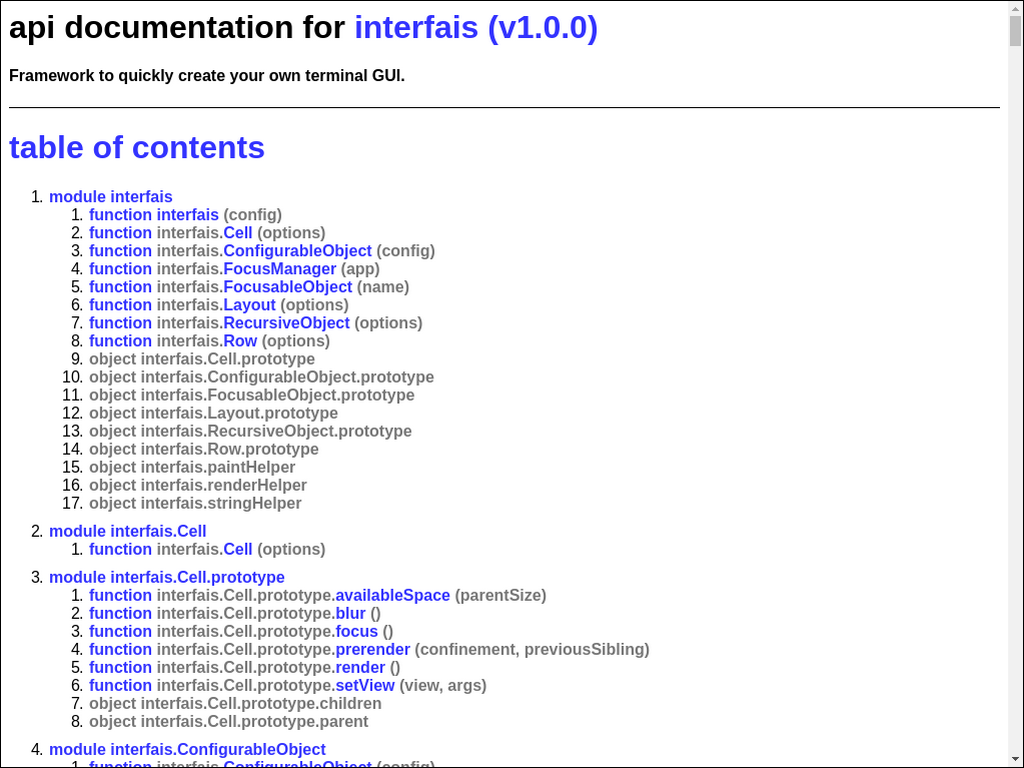 api documentation for interfais (v1.0.0)
Framework to quickly create your own terminal GUI.
table of contents
1. module interfais
1. function interfais (config)
2. function interfais.Cell (options)
3. function interfais.ConfigurableObject (config)
4. function interfais.FocusManager (app)
5. function interfais.FocusableObject (name)
6. function interfais.Layout (options)
7. function interfais.RecursiveObject (options)
8. function interfais.Row (options)
9. object interfais.Cell.prototype
10. object interfais.ConfigurableObject.prototype
11. object interfais.FocusableObject.prototype
12. object interfais.Layout.prototype
13. object interfais.RecursiveObject.prototype
14. object interfais.Row.prototype
15. object interfais.paintHelper
16. object interfais.renderHelper
17. object interfais.stringHelper
2. module interfais.Cell
1. function interfais.Cell (options)
3. module interfais.Cell.prototype
1. function interfais.Cell.prototype.availableSpace (parentSize)
2. function interfais.Cell.prototype.blur ()
3. function interfais.Cell.prototype.focus ()
4. function interfais.Cell.prototype.prerender (confinement, previousSibling)
5. function interfais.Cell.prototype.render ()
6. function interfais.Cell.prototype.setView (view, args)
7. object interfais.Cell.prototype.children
8. object interfais.Cell.prototype.parent
4. module interfais.ConfigurableObject
1. function interfais.ConfigurableObject (config)